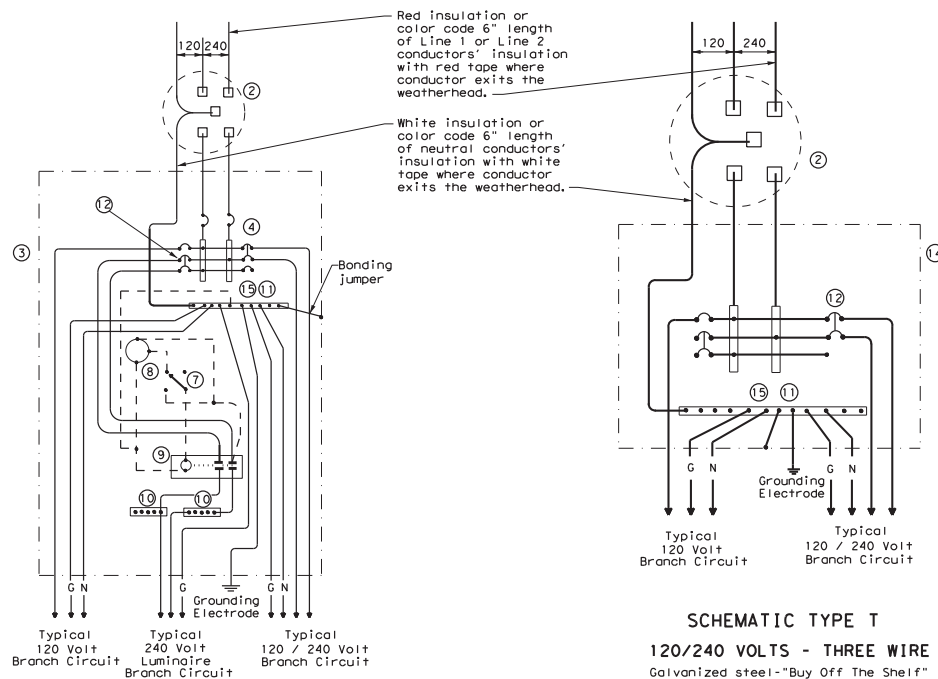 120 240
Red insulation or
color code 6" length
of Line 1 or Line 2
conductors' insulation
with red tape where
conductor exits the
weatherhead.
2
White insulation or
color code 6" length
of neutral conductors'
insulation with white
tape where conductor
exits the weatherhead.
12
4
3
Bonding
jumper
15 11
8
7
9
10
10
G N
G
Grounding
Electrode
G N
Typical
120 Volt
Branch Circuit
Typical
240 Volt
Luminaire
Branch Circuit
Typical
120 / 240 Volt
Branch Circuit
120 240
2
14
12
15 11
G N
Grounding
Electrode
G N
Typical
120 Volt
Branch Circuit
Typical
120 / 240 Volt
Branch Circuit
SCHEMATIC TYPE T
120/240 VOLTS - THREE WIRE
Galvanized steel-"Buy Off The Shelf"